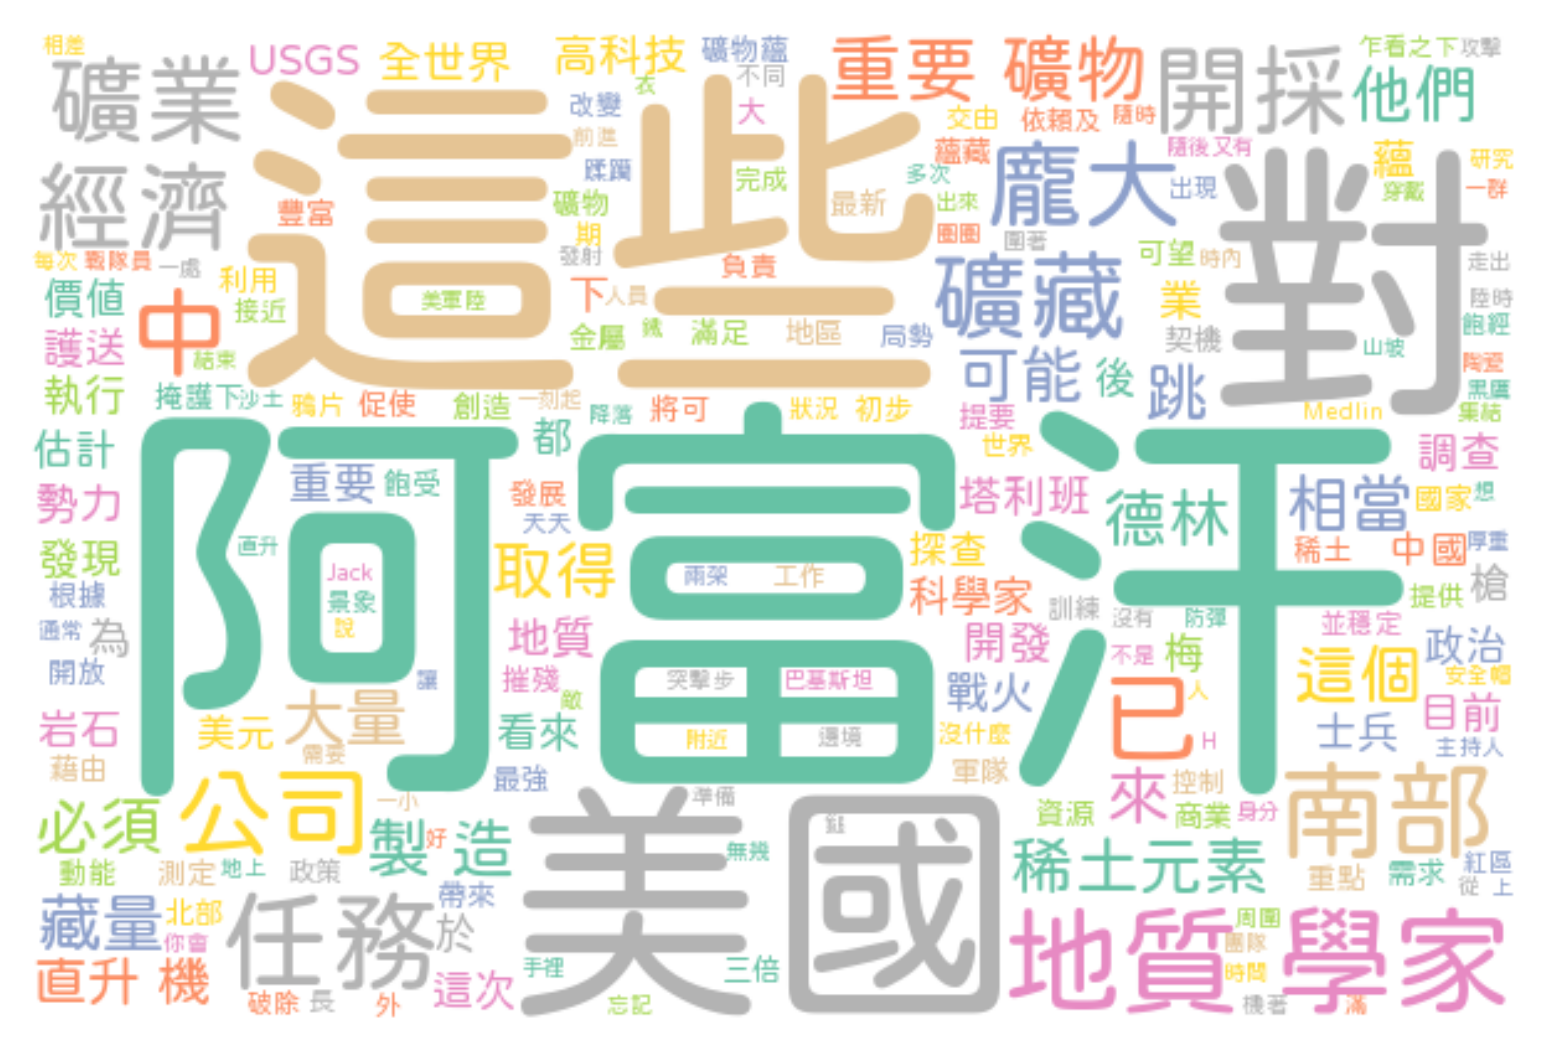 相差
礦業
USGS
全世界
高科技
礦物蘊
重要 礦物
開採
乍看之下
攻擊
他們
衣
不同
改變
大
前進
交由
依賴及
隨時
這些
經濟
豐富
蹂躪
礦物
期
發射
完成
最新
多次
出來
蘊藏
團團
龐大
隨後又有
出現
蘊
穿戴
研究
一群
對
圍著
可望
時內
走出
每次
戰隊員
一處
利用
價值
接近
中
護送
結束
美軍陸
下
人員
負責
金屬
鐵
滿足
地區
局勢
礦藏
業
契機
陸時
飽經
山坡
陶瓷
黑鷹
可能
後
跳
執行
掩護下
沙土
鴉片
促使
創造
一刻起
降落
將可
狀況
初步
提要
Medlin
集結
估計
阿富汗
重要
飽受
都
世界
調查
勢力
發展
天天
塔利班
德林
相當
國家
想
發現
直升
Jack
景象
說
取得
兩架
工作
探查
稀土
中國
厚重
根據
通常
為
科學家
訓練
沒有
防彈
提供
槍
開放
地質
開發
不是
梅
並穩定
政治
讓
摧殘
敵
突擊步
巴基斯坦
戰火
已
人
這個
安全帽
岩石
美元
大量
需要
看來
附近
邊境
沒什麼
H
士兵
目前
主持人
藉由
最強
軍隊
來
控制
南部
必須
公司
一小
製造
好
準備
美國
無幾
資源
商業
身分
動能
測定
地上
政策
稀土元素
重點
需求
紅區
從
上
藏量
北部
你會
任務
帶來
於
地質學家
周圍
團隊
時間
直升機
破除
長
外
這次
手裡
忘記
三倍
機著
滿